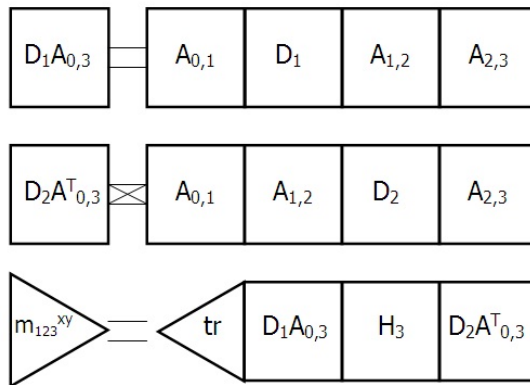 D₁A₀,₃ A₀,₁ D₁ A₁,₂ A₂,₃
D₂Aᵀ₀,₃ A₀,₁ A₁,₂ D₂ A₂,₃
m₁₂₃ˣʸ tr D₁A₀,₃ H₃ D₂Aᵀ₀,₃